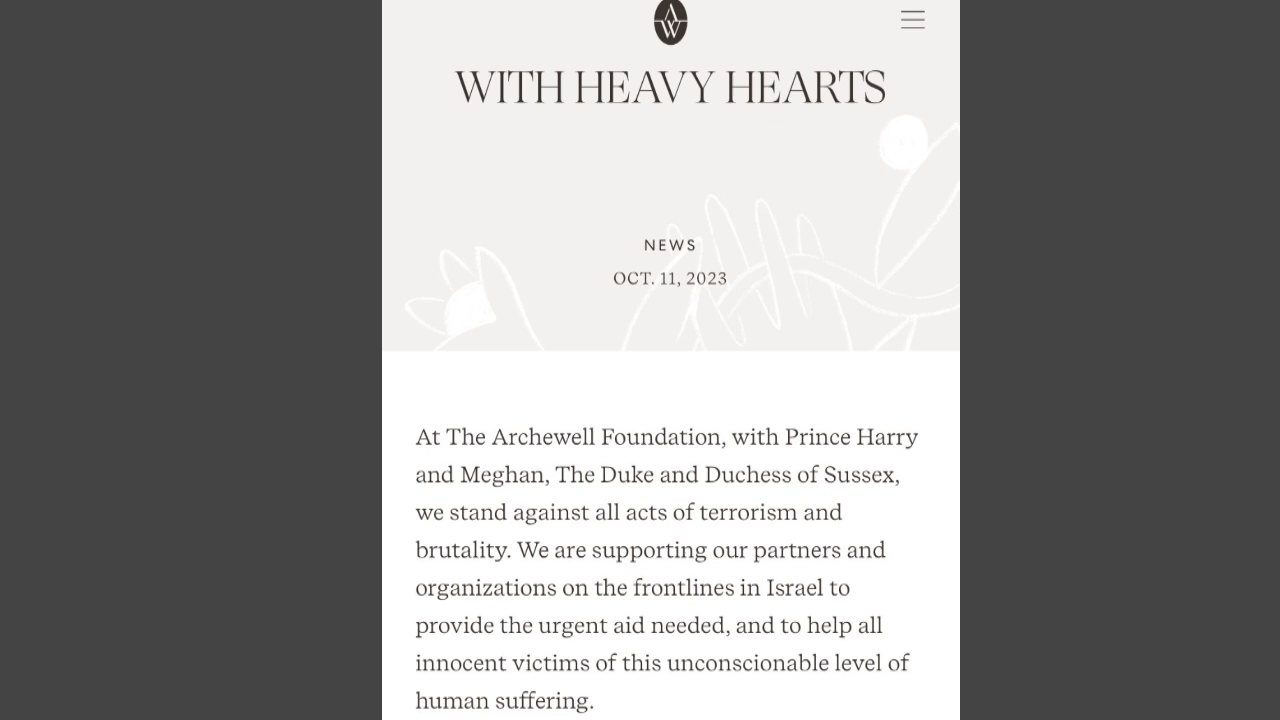 AW
WITH HEAVY HEARTS
NEWS
OCT. 11, 2023
At The Archewell Foundation, with Prince Harry
and Meghan, The Duke and Duchess of Sussex,
we stand against all acts of terrorism and
brutality. We are supporting our partners and
organizations on the frontlines in Israel to
provide the urgent aid needed, and to help all
innocent victims of this unconscionable level of
human suffering.